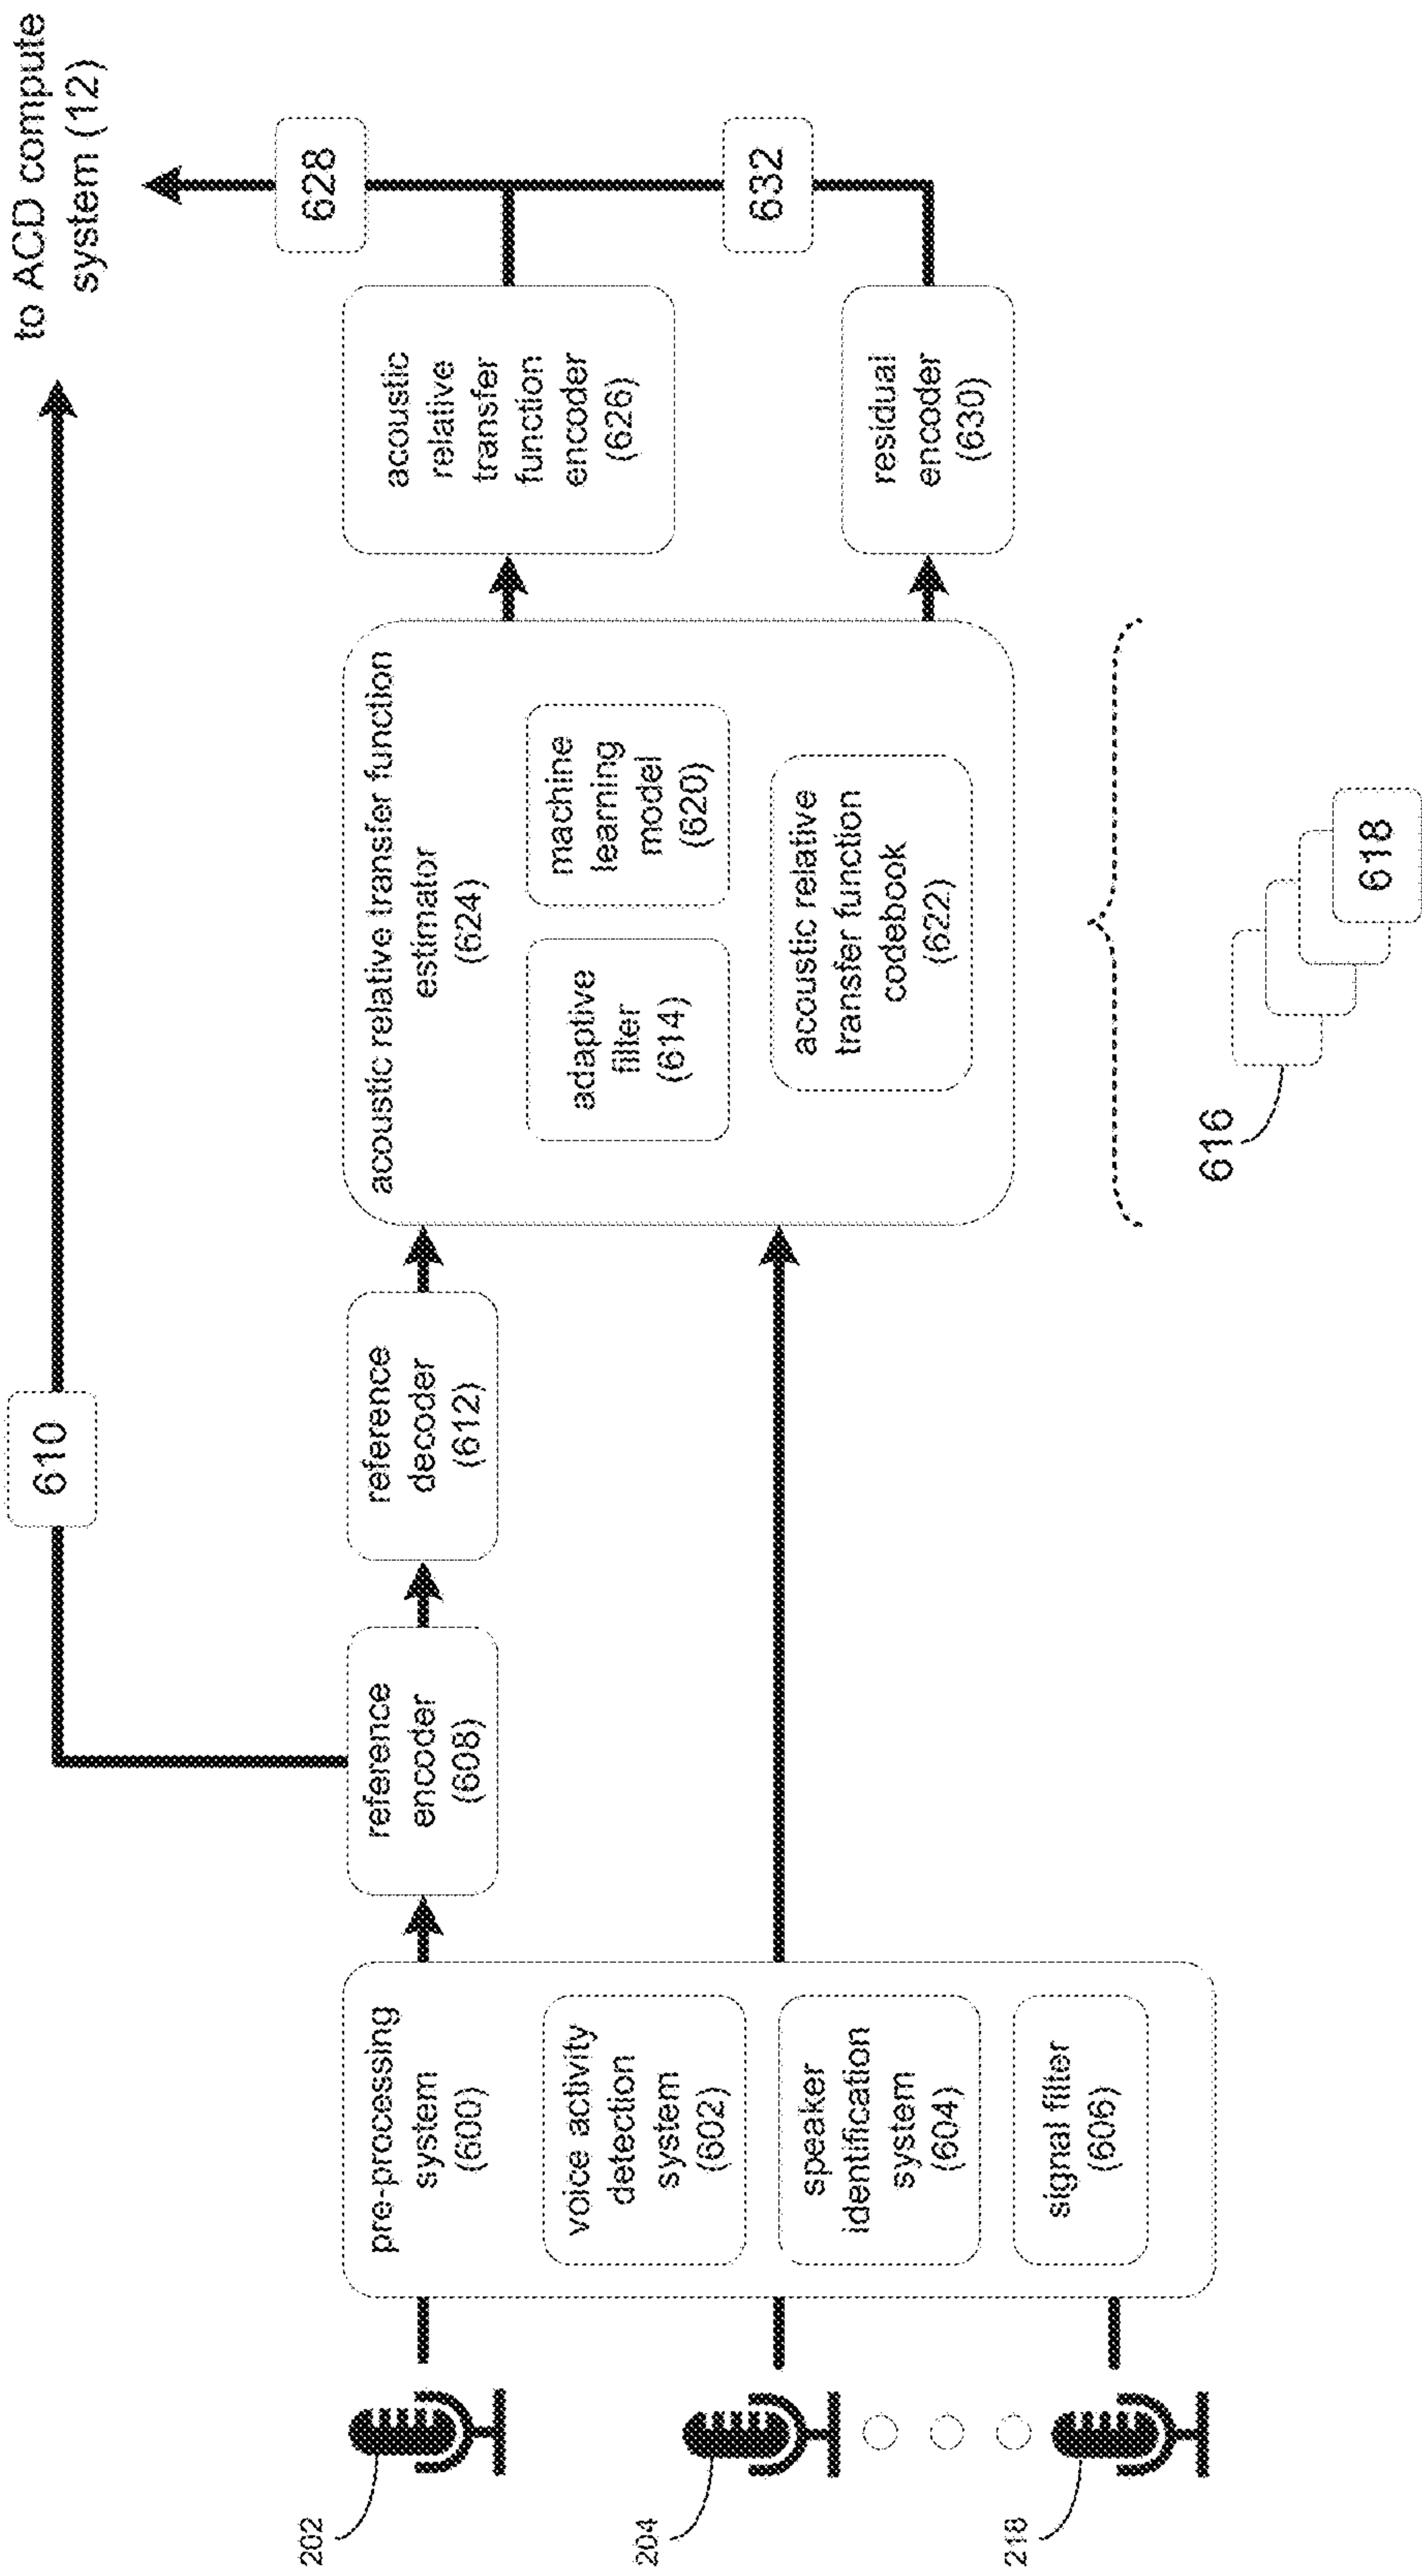 202
204
218
pre-processing
system
(600)
voice activity
detection
system
(602)
speaker
identification
system
(604)
signal filter
(606)
reference
encoder
(608)
610
reference
decoder
(612)
acoustic relative transfer function
estimator
(624)
adaptive
filter
(614)
machine
learning
model
(620)
acoustic relative
transfer function
codebook
(622)
616
618
acoustic
relative
transfer
function
encoder
(626)
residual
encoder
(630)
628
632
to ACD compute
system (12)